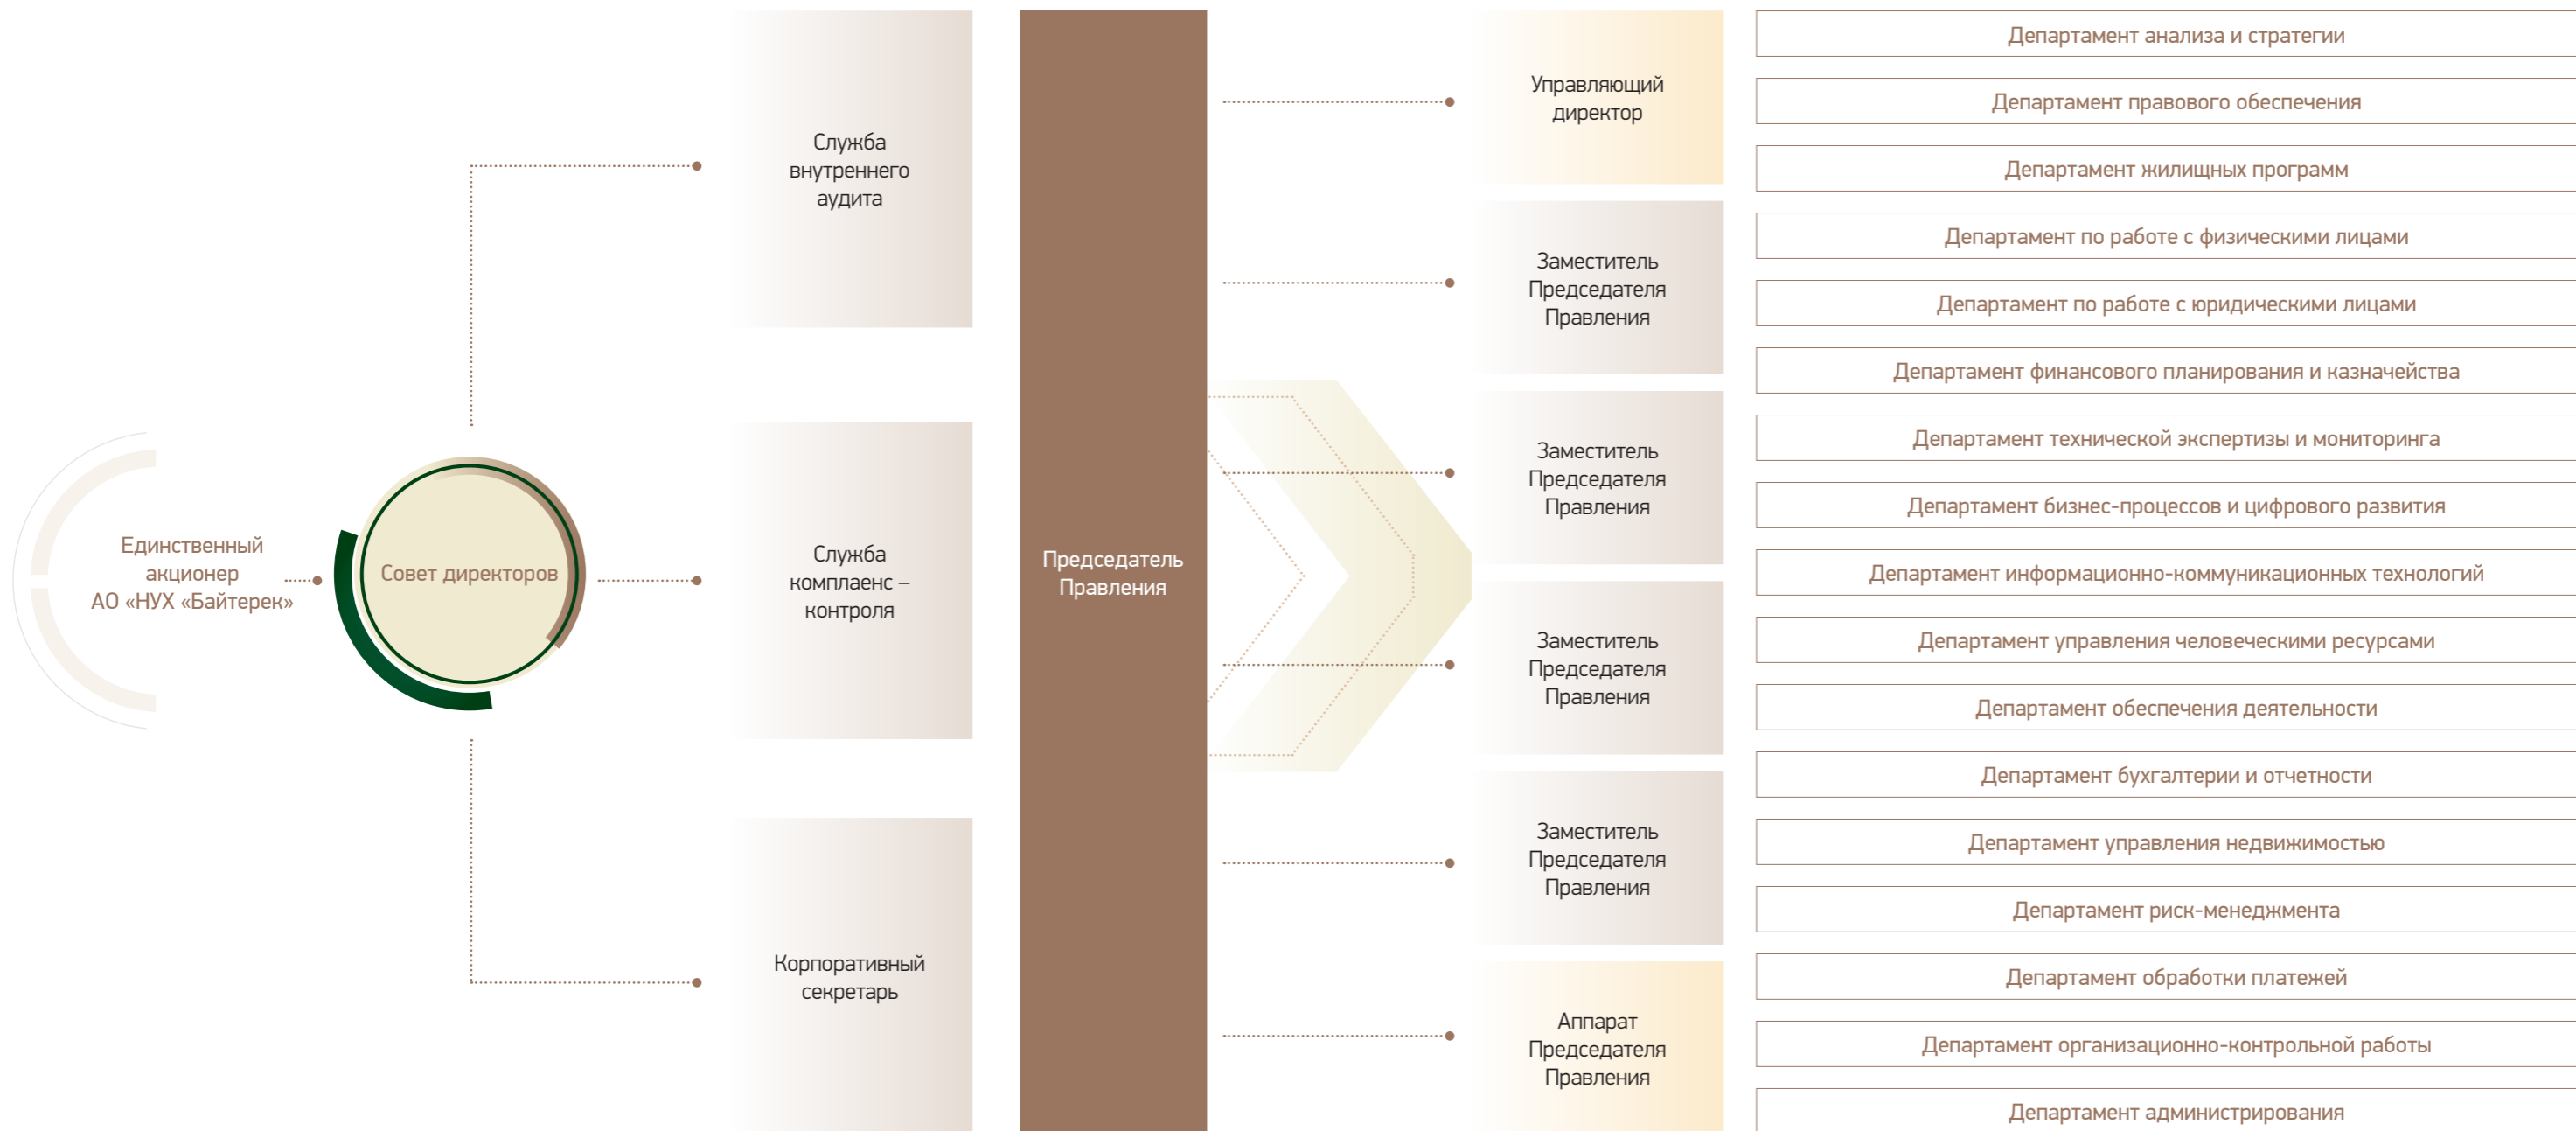 Единственный
акционер
АО «НУХ «Байтерек»
Совет директоров
Служба
внутреннего
аудита
Служба
комплаенс –
контроля
Корпоративный
секретарь
Председатель
Правления
Управляющий
директор
Заместитель
Председателя
Правления
Заместитель
Председателя
Правления
Заместитель
Председателя
Правления
Заместитель
Председателя
Правления
Аппарат
Председателя
Правления
Департамент анализа и стратегии
Департамент правового обеспечения
Департамент жилищных программ
Департамент по работе с физическими лицами
Департамент по работе с юридическими лицами
Департамент финансового планирования и казначейства
Департамент технической экспертизы и мониторинга
Департамент бизнес-процессов и цифрового развития
Департамент информационно-коммуникационных технологий
Департамент управления человеческими ресурсами
Департамент обеспечения деятельности
Департамент бухгалтерии и отчетности
Департамент управления недвижимостью
Департамент риск-менеджмента
Департамент обработки платежей
Департамент организационно-контрольной работы
Департамент администрирования